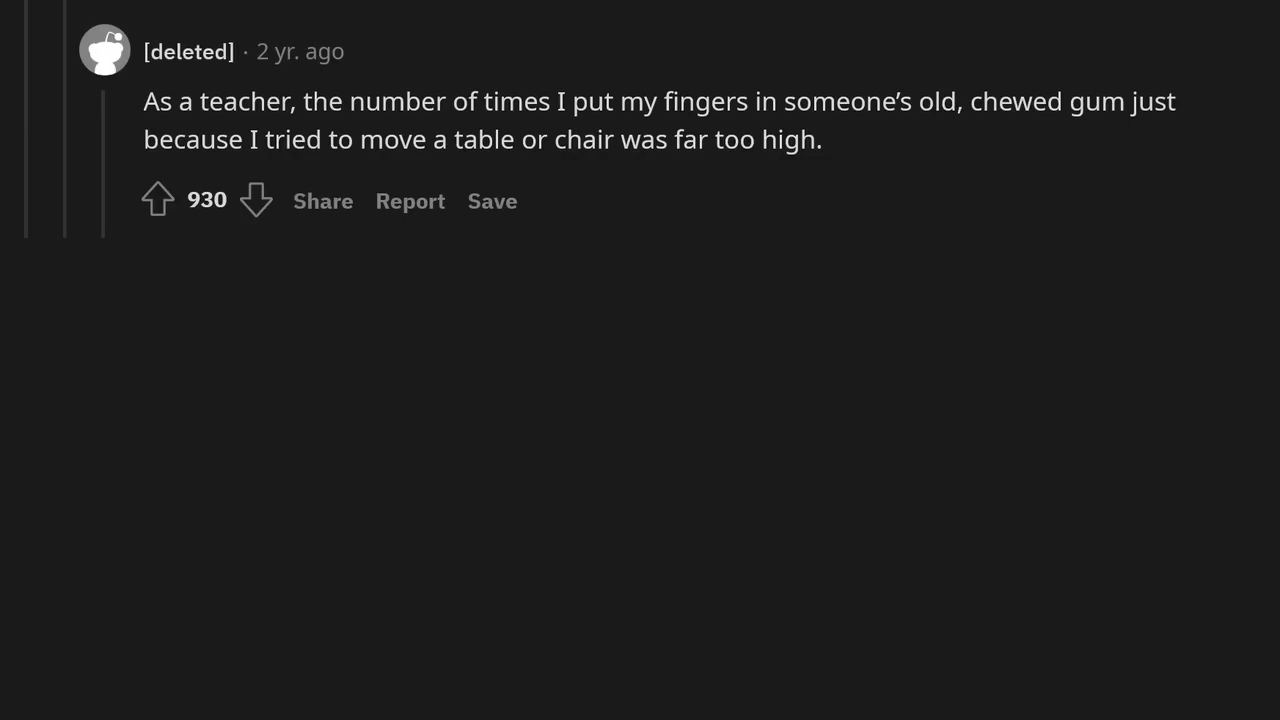 [deleted] · 2 yr. ago
As a teacher, the number of times I put my fingers in someone’s old, chewed gum just
because I tried to move a table or chair was far too high.
930 Share Report Save